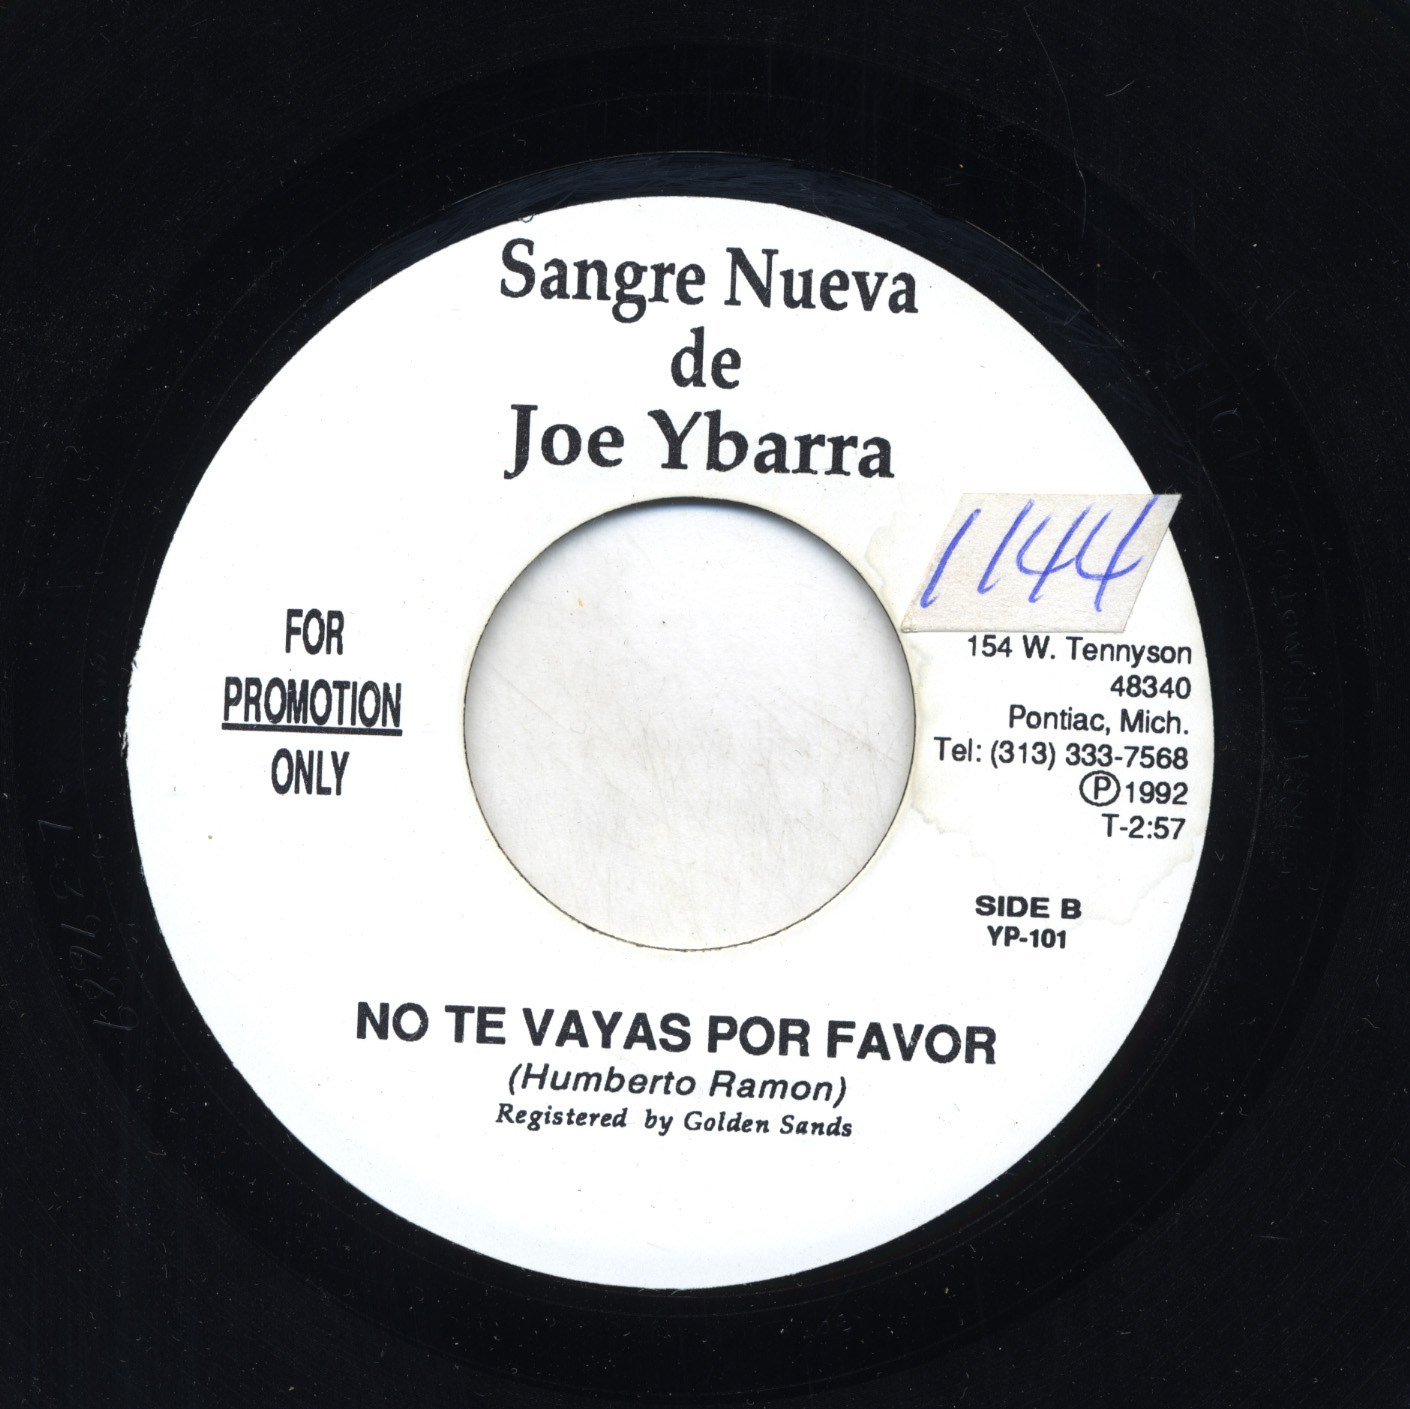 Sangre Nueva
de
Joe Ybarra
1144
FOR
PROMOTION
ONLY
154 W. Tennyson
48340
Pontiac, Mich.
Tel: (313) 333-7568
Ⓟ1992
T-2:57
SIDE B
YP-101
NO TE VAYAS POR FAVOR
(Humberto Ramon)
Registered by Golden Sands